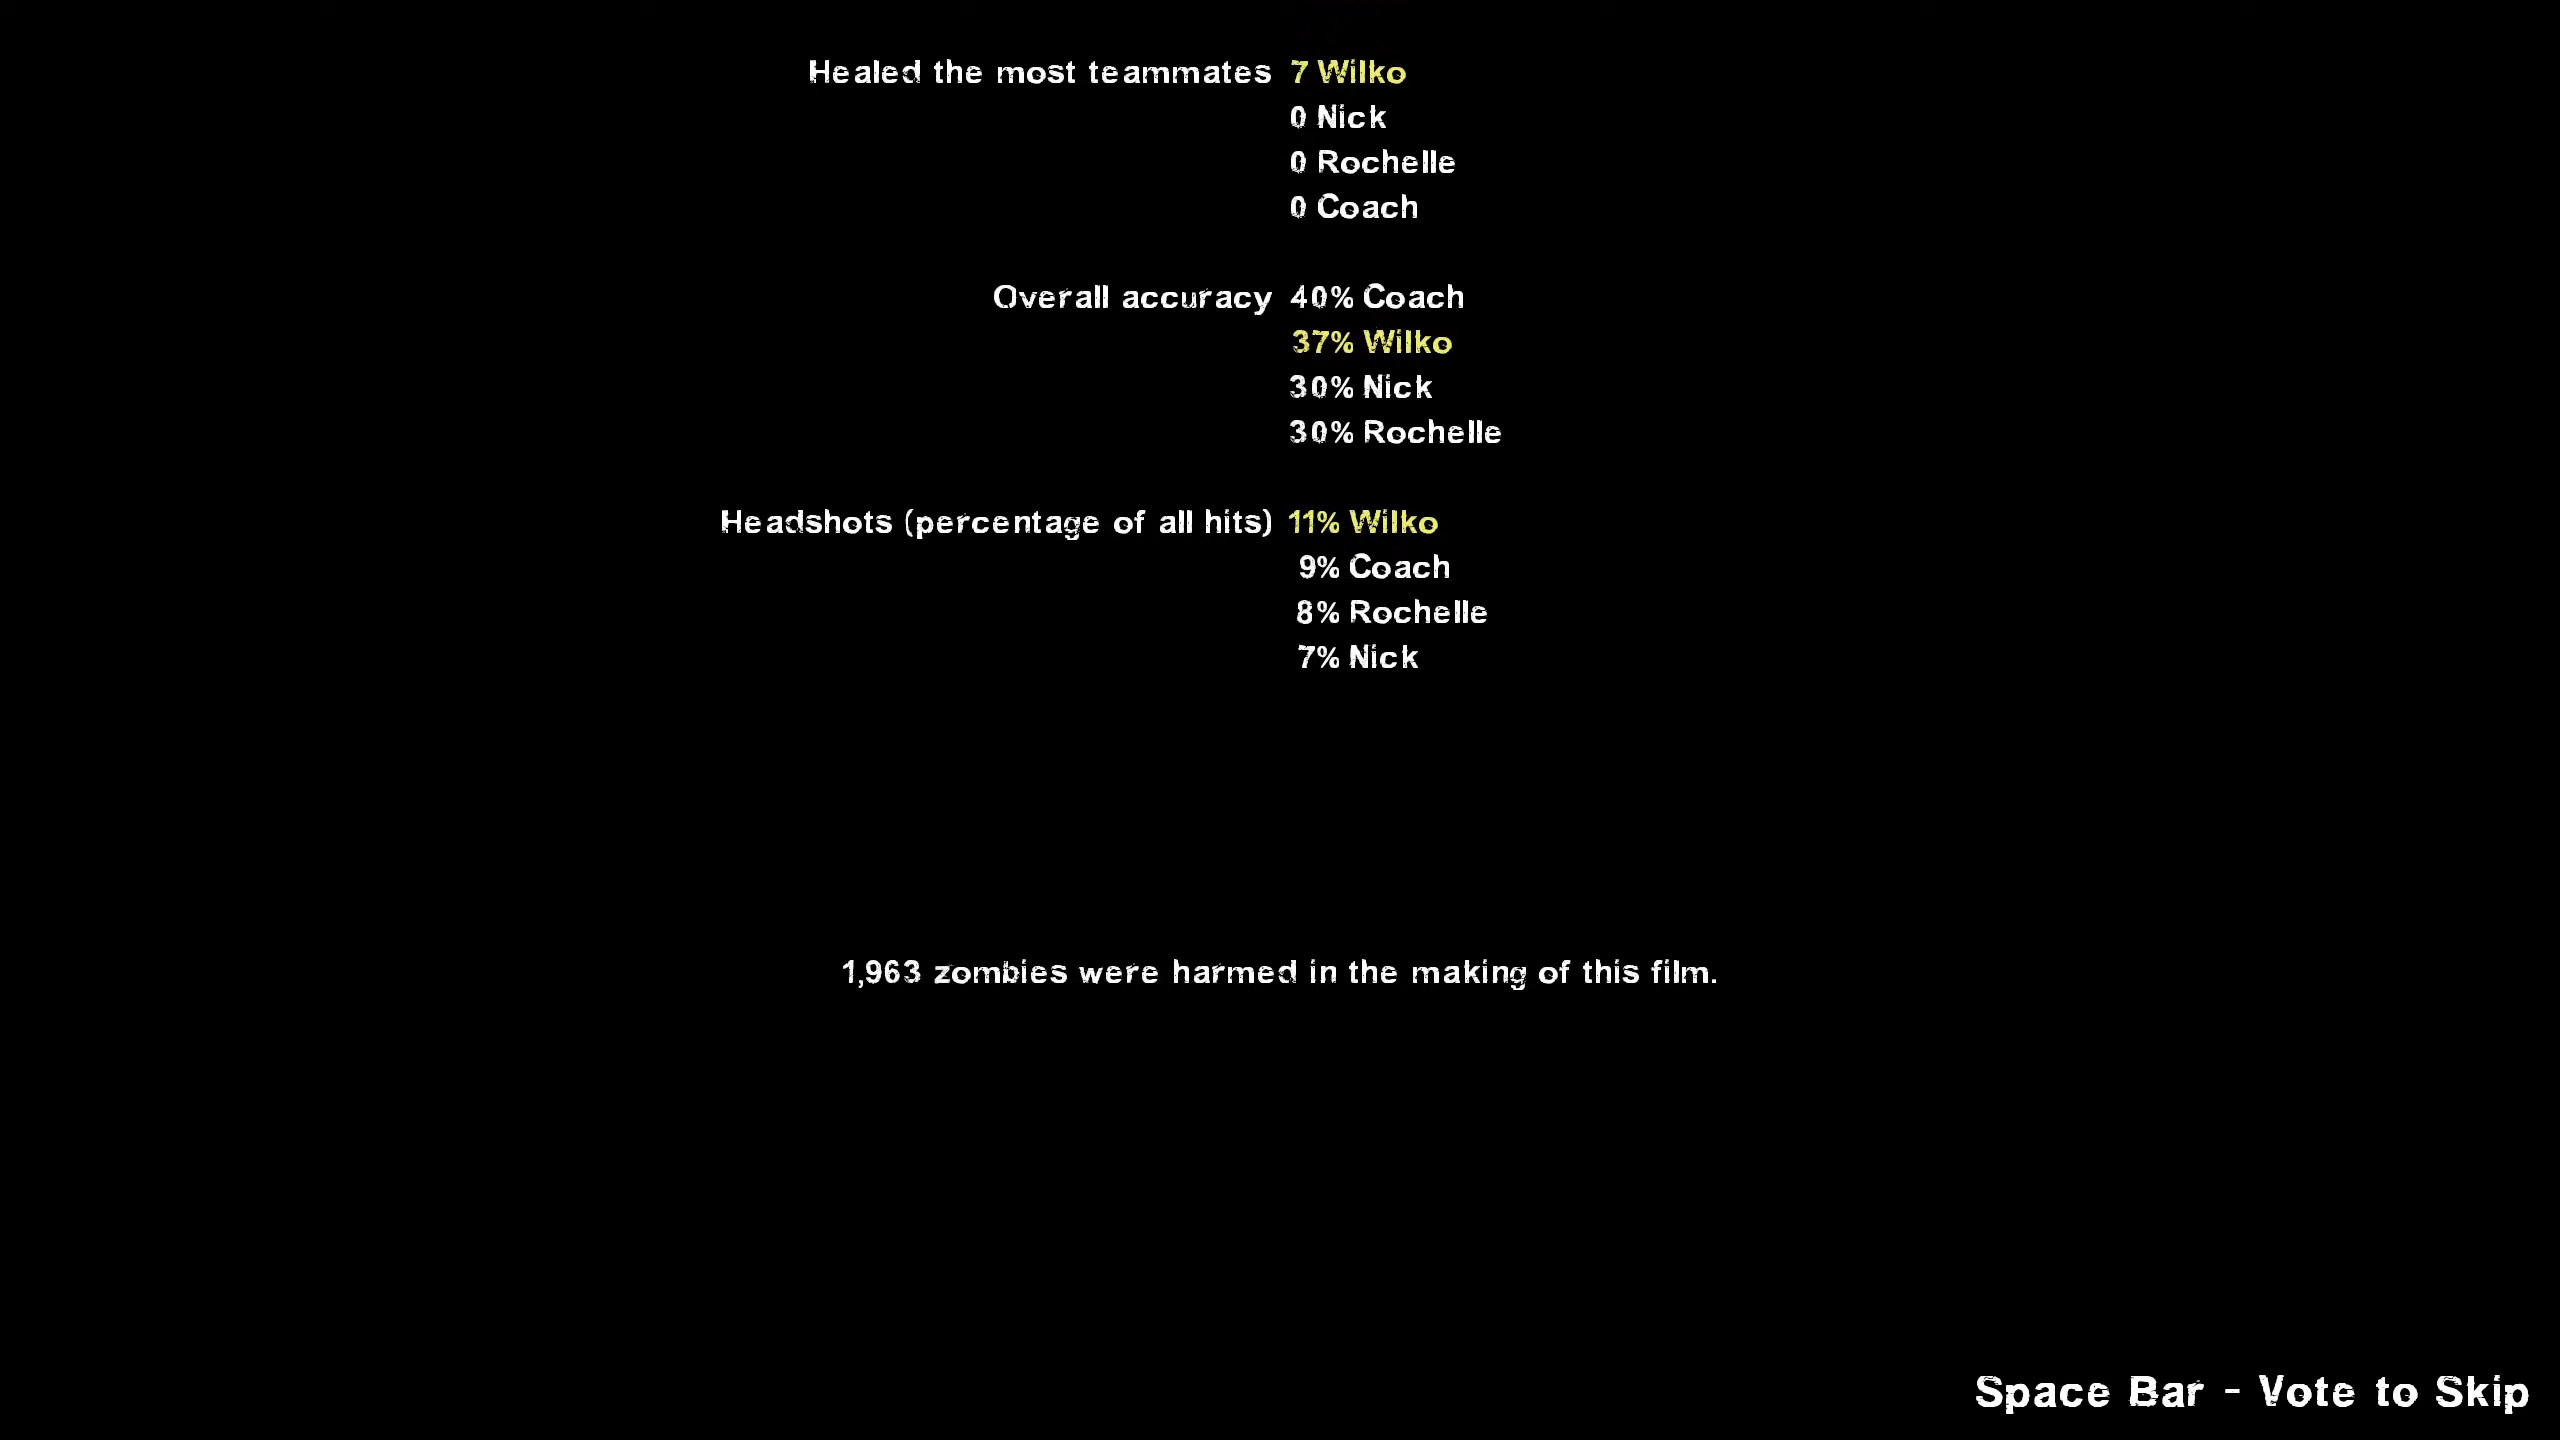 Healed the most teammates 7 Wilko
0 Nick
0 Rochelle
0 Coach
Overall accuracy 40% Coach
37% Wilko
30% Nick
30% Rochelle
Headshots (percentage of all hits) 11% Wilko
9% Coach
8% Rochelle
7% Nick
1,963 zombies were harmed in the making of this film.
Space Bar - Vote to Skip